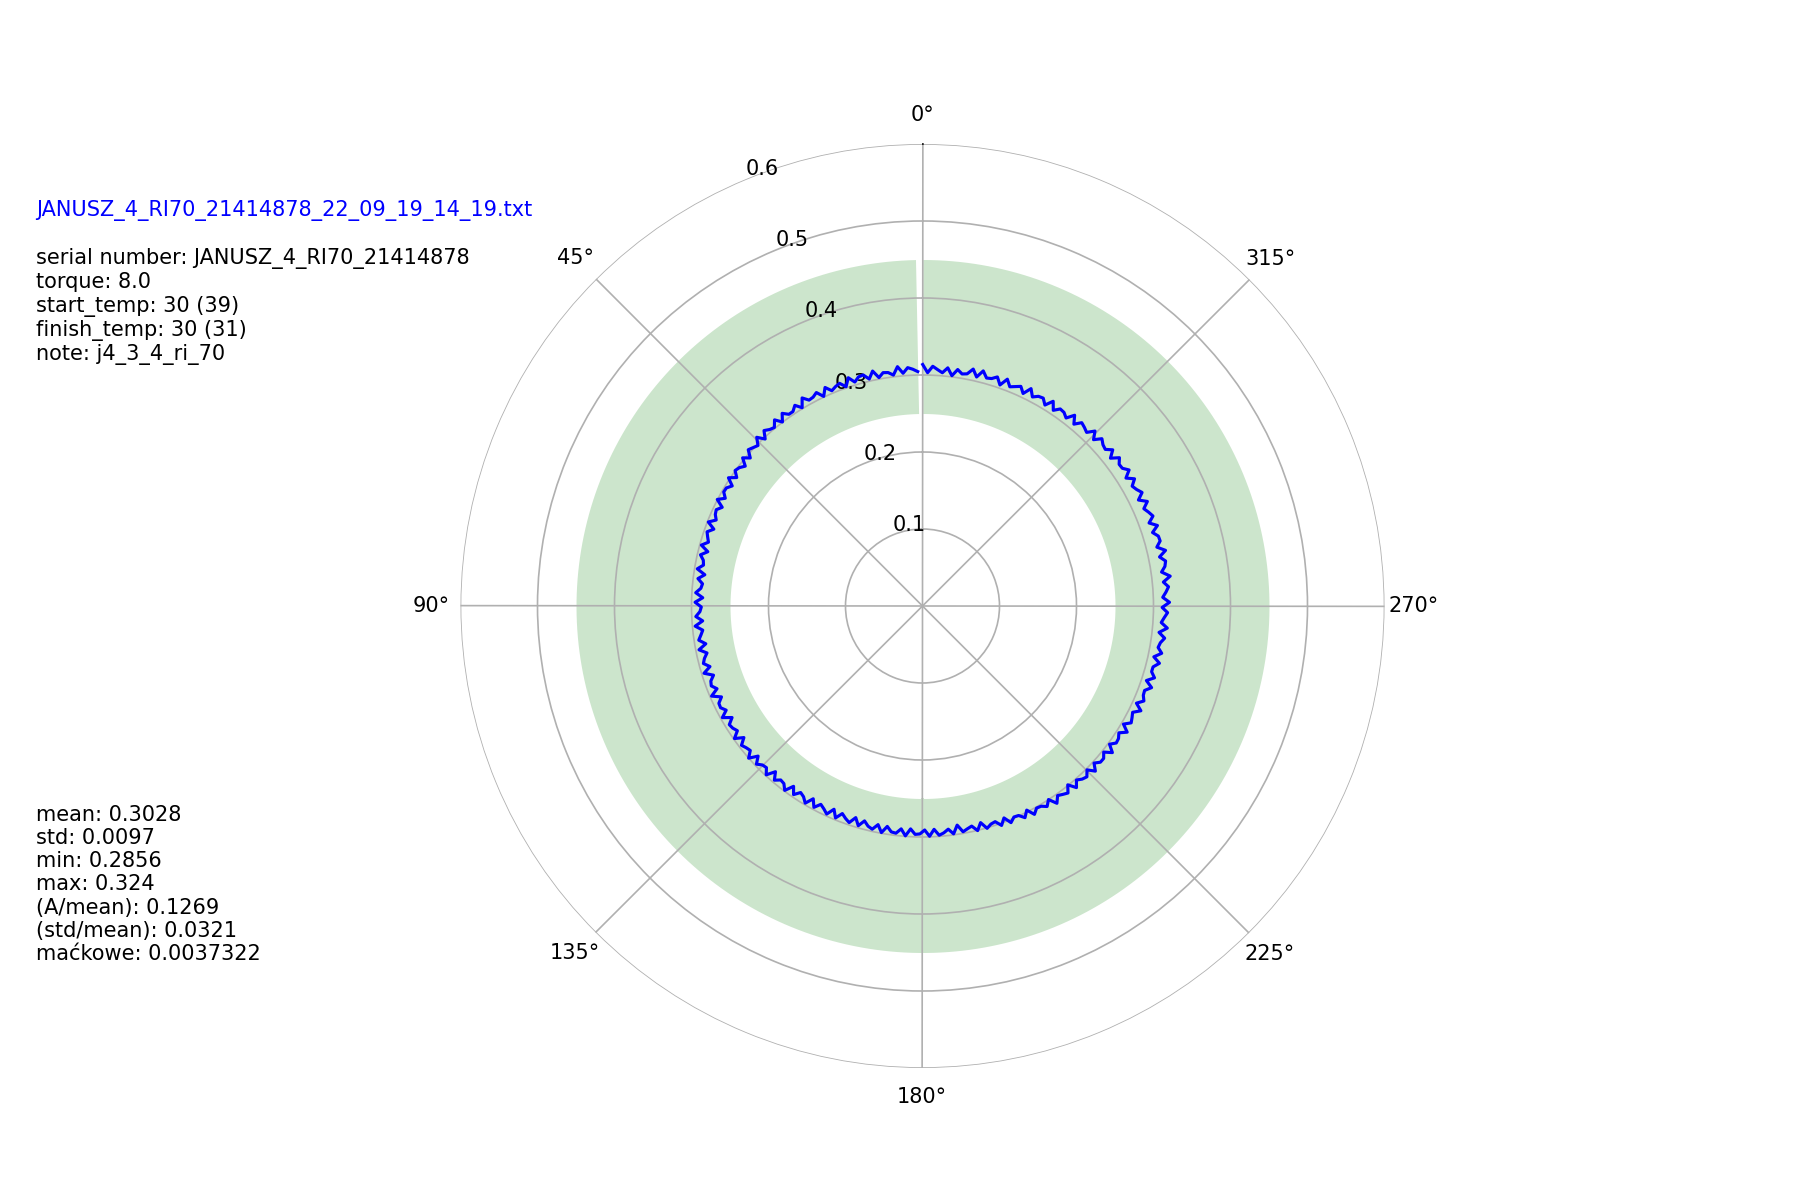 0°
0.6
JANUSZ_4_RI70_21414878_22_09_19_14_19.txt
0.5
serial number: JANUSZ_4_RI70_21414878
45°
315°
torque: 8.0
start_temp: 30 (39)
0.4
finish_temp: 30 (31)
note: j4_3_4_ri_70
0.3
0.2
0.1
90°
270°
mean: 0.3028
std: 0.0097
min: 0.2856
max: 0.324
(A/mean): 0.1269
(std/mean): 0.0321
maćkowe: 0.0037322
135°
225°
180°